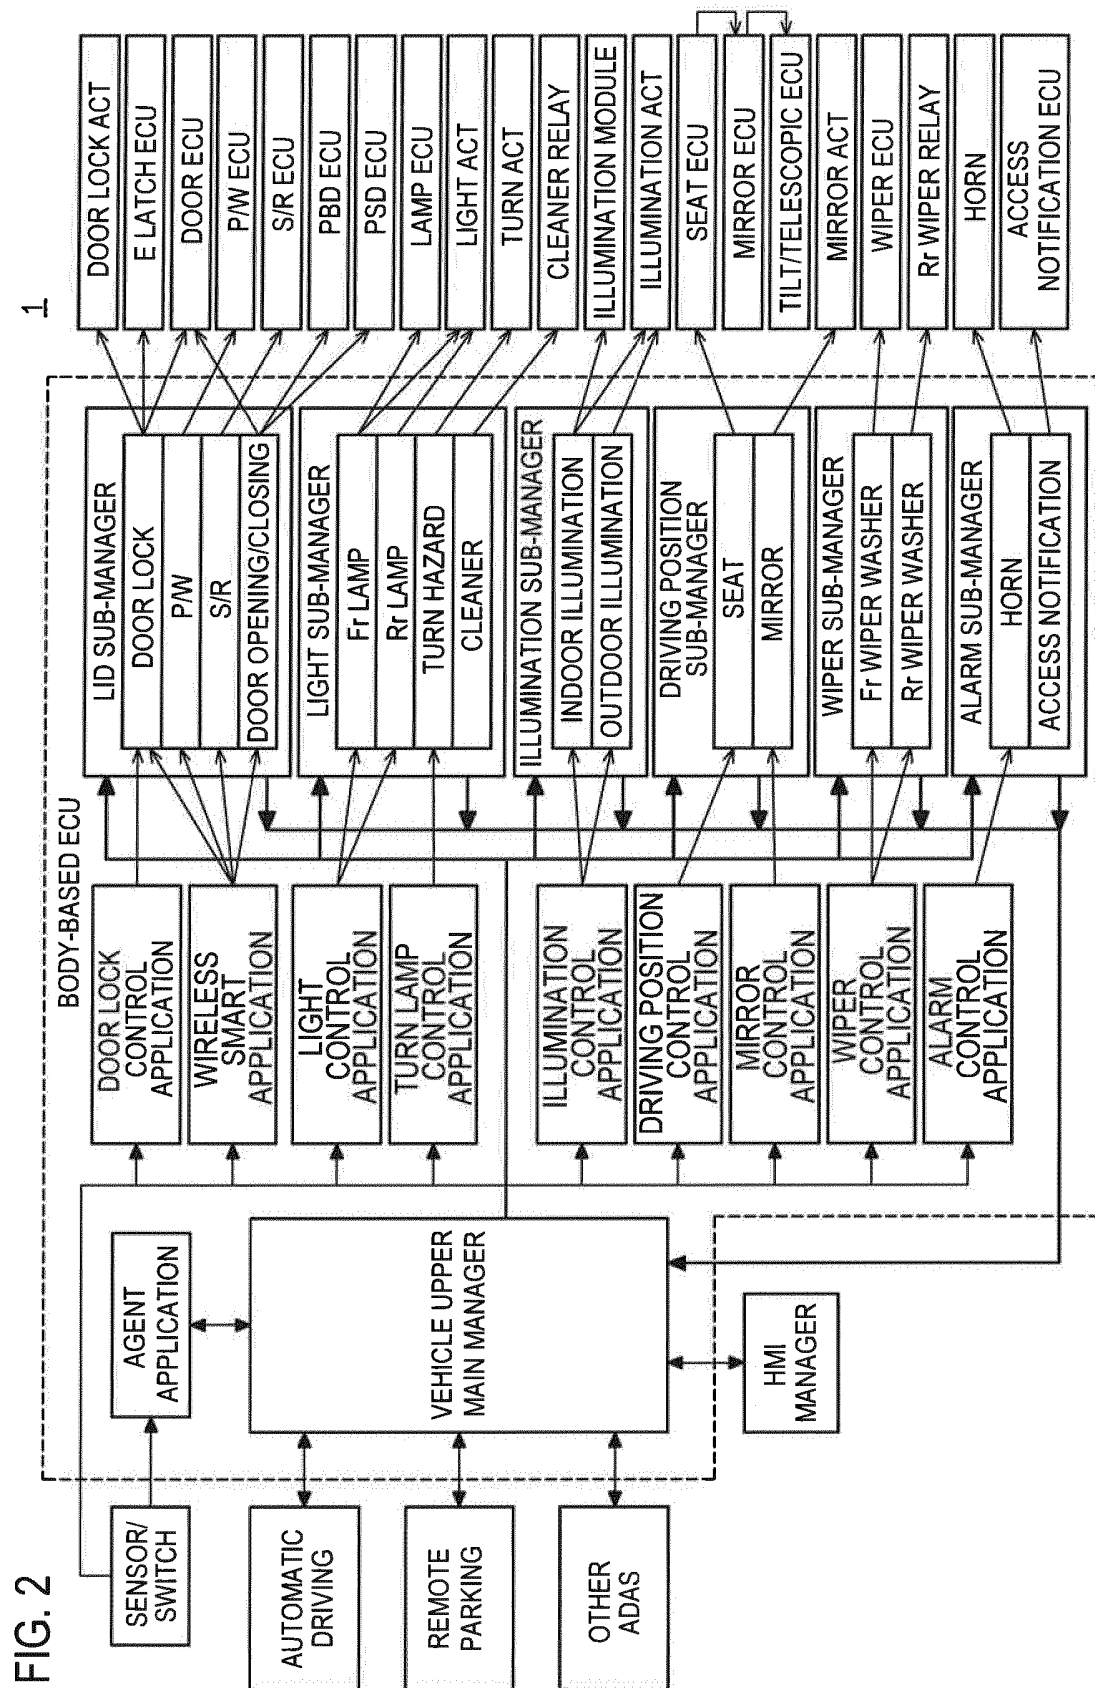 FIG. 2
1
SENSOR/
SWITCH
AUTOMATIC
DRIVING
REMOTE
PARKING
OTHER
ADAS
BODY-BASED ECU
AGENT
APPLICATION
VEHICLE UPPER
MAIN MANAGER
HMI
MANAGER
DOOR LOCK
CONTROL
APPLICATION
WIRELESS
SMART
APPLICATION
LIGHT
CONTROL
APPLICATION
TURN LAMP
CONTROL
APPLICATION
ILLUMINATION
CONTROL
APPLICATION
DRIVING POSITION
CONTROL
APPLICATION
MIRROR
CONTROL
APPLICATION
WIPER
CONTROL
APPLICATION
ALARM
CONTROL
APPLICATION
LID SUB-MANAGER
DOOR LOCK
P/W
S/R
DOOR OPENING/CLOSING
LIGHT SUB-MANAGER
Fr LAMP
Rr LAMP
TURN HAZARD
CLEANER
ILLUMINATION SUB-MANAGER
INDOOR ILLUMINATION
OUTDOOR ILLUMINATION
DRIVING POSITION
SUB-MANAGER
SEAT
MIRROR
WIPER SUB-MANAGER
Fr WIPER WASHER
Rr WIPER WASHER
ALARM SUB-MANAGER
HORN
ACCESS NOTIFICATION
DOOR LOCK ACT
E LATCH ECU
DOOR ECU
P/W ECU
S/R ECU
PBD ECU
PSD ECU
LAMP ECU
LIGHT ACT
TURN ACT
CLEANER RELAY
ILLUMINATION MODULE
ILLUMINATION ACT
SEAT ECU
MIRROR ECU
TILT/TELESCOPIC ECU
MIRROR ACT
WIPER ECU
Rr WIPER RELAY
HORN
ACCESS
NOTIFICATION ECU